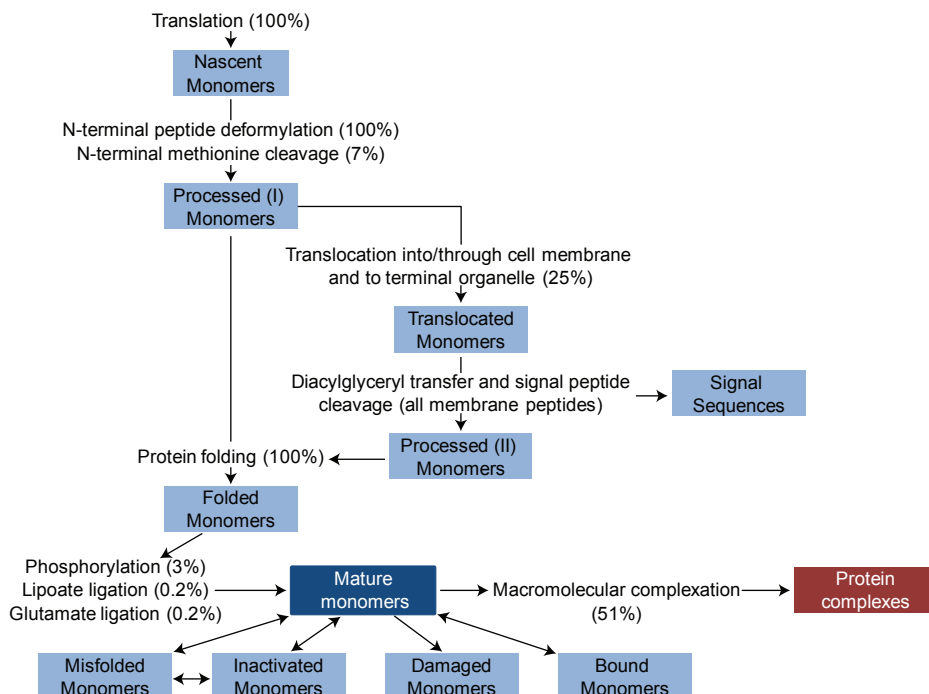 Translation (100%)
Nascent
Monomers
N-terminal peptide deformylation (100%)
N-terminal methionine cleavage (7%)
Processed (I)
Monomers
Translocation into/through cell membrane
and to terminal organelle (25%)
Translocated
Monomers
Diacylglyceryl transfer and signal peptide
cleavage (all membrane peptides)
Signal
Sequences
Processed (II)
Monomers
Protein folding (100%)
Folded
Monomers
Phosphorylation (3%)
Lipoate ligation (0.2%)
Glutamate ligation (0.2%)
Mature
monomers
Macromolecular complexation
(51%)
Protein
complexes
Misfolded
Monomers
Inactivated
Monomers
Damaged
Monomers
Bound
Monomers